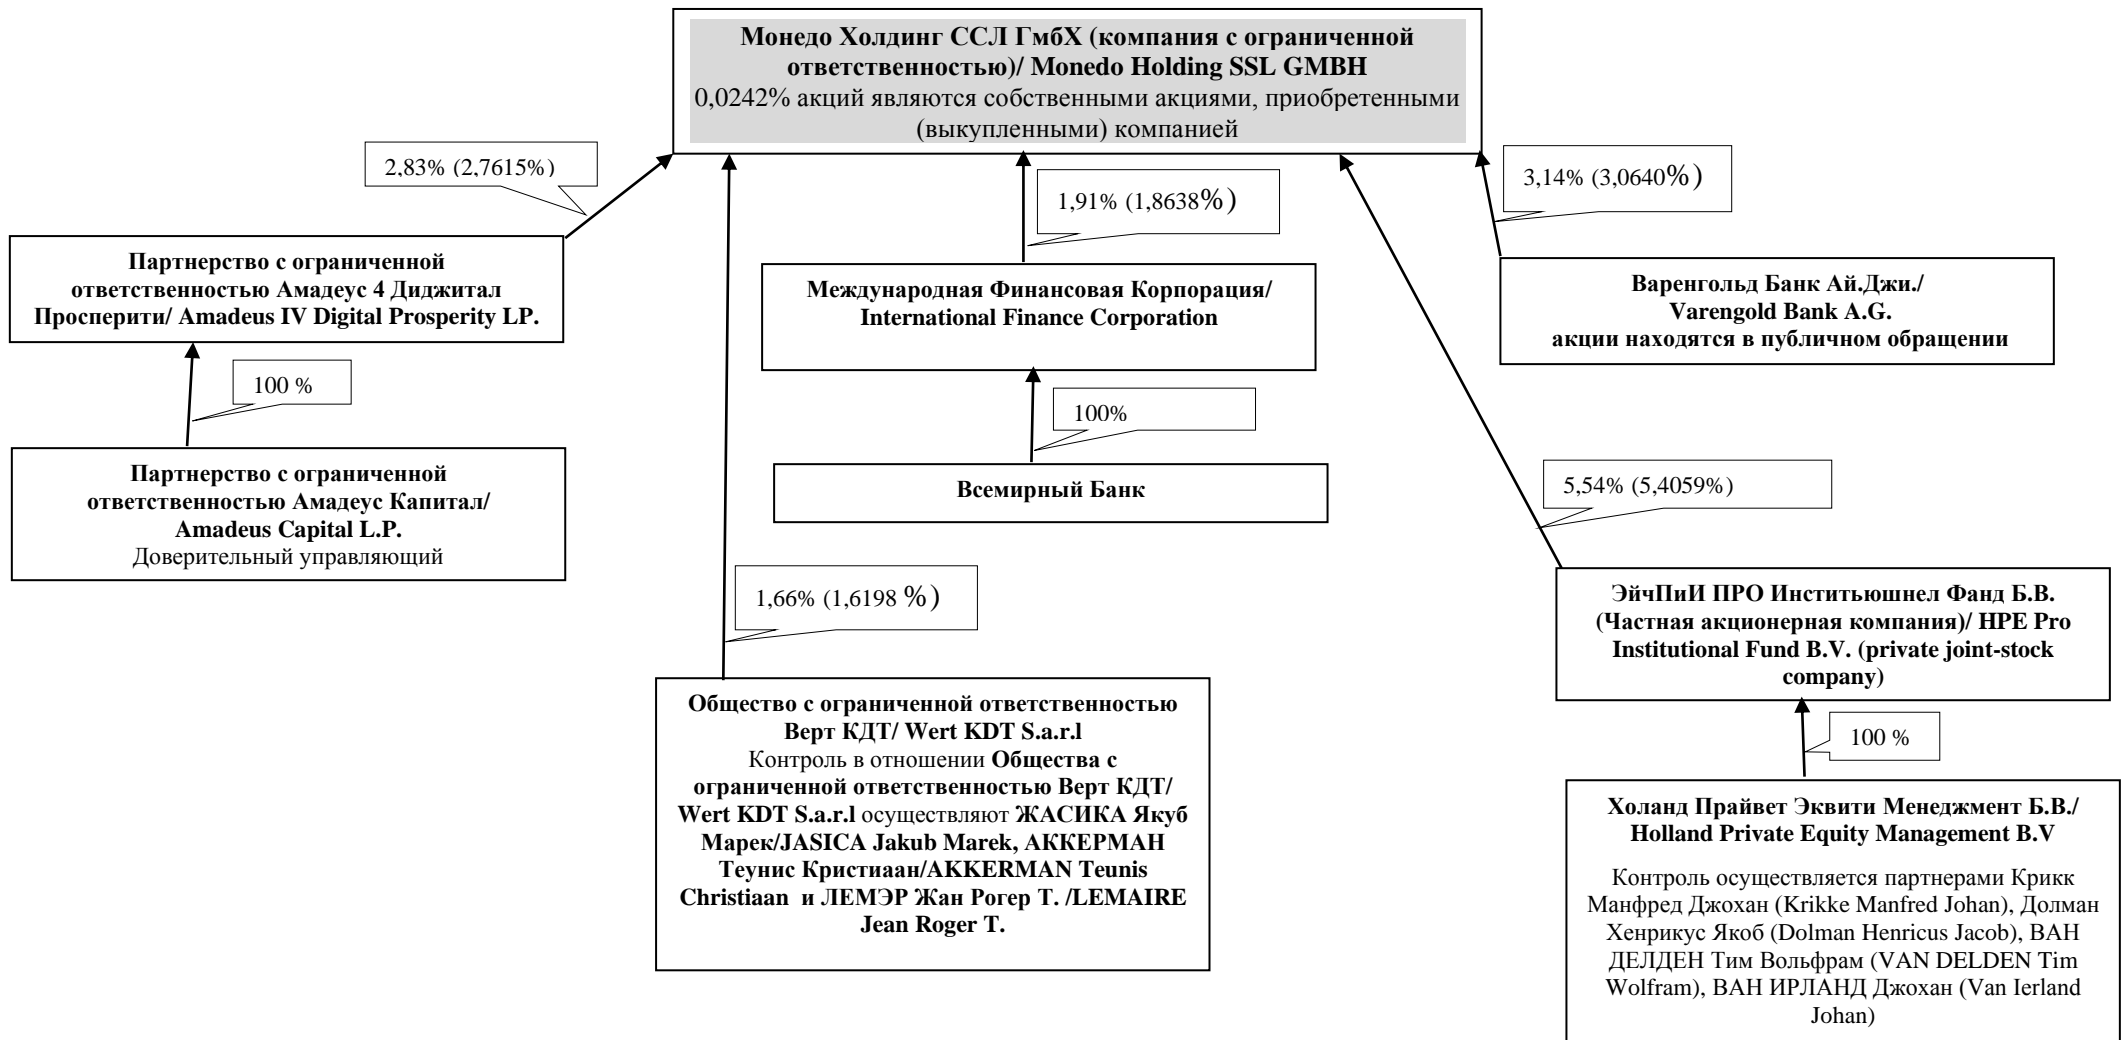 Монедо Холдинг ССЛ ГмбХ (компания с ограниченной
ответственностью)/ Monedo Holding SSL GMBH
0,0242% акций являются собственными акциями, приобретенными
(выкупленными) компанией
2,83% (2,7615%)
1,91% (1,8638%)
3,14% (3,0640%)
Партнерство с ограниченной
ответственностью Амадеус 4 Диджитал
Просперити/ Amadeus IV Digital Prosperity LP.
Международная Финансовая Корпорация/
International Finance Corporation
Варенгольд Банк Ай.Джи./
Varengold Bank A.G.
акции находятся в публичном обращении
100 %
100%
Партнерство с ограниченной
ответственностью Амадеус Капитал/
Amadeus Capital L.P.
Доверительный управляющий
Всемирный Банк
5,54% (5,4059%)
1,66% (1,6198 %)
ЭйчПиИ ПРО Институьюшнел Фанд Б.В.
(Частная акционерная компания)/ HPE Pro
Institutional Fund B.V. (private joint-stock
company)
Общество с ограниченной ответственностью
Верт КДТ/ Wert KDT S.a.r.l
Контроль в отношении Общества с
ограниченной ответственностью Верт КДТ/
Wert KDT S.a.r.l осуществляют ЖАСИКА Якуб
Марек/JASICA Jakub Marek, АККЕРМАН
Теунис Кристиаан/AKKERMAN Teunis
Christiaan и ЛЕМЭР Жан Рогер Т. /LEMAIRE
Jean Roger T.
100 %
Холанд Прайвет Эквити Менеджмент Б.В./
Holland Private Equity Management B.V
Контроль осуществляется партнерами Крикк
Манфред Джохан (Krikke Manfred Johan), Долман
Хенрикус Якоб (Dolman Henricus Jacob), ВАН
ДЕЛДЕН Тим Вольфрам (VAN DELDEN Tim
Wolfram), ВАН ИРЛАНД Джохан (Van Ierland
Johan)